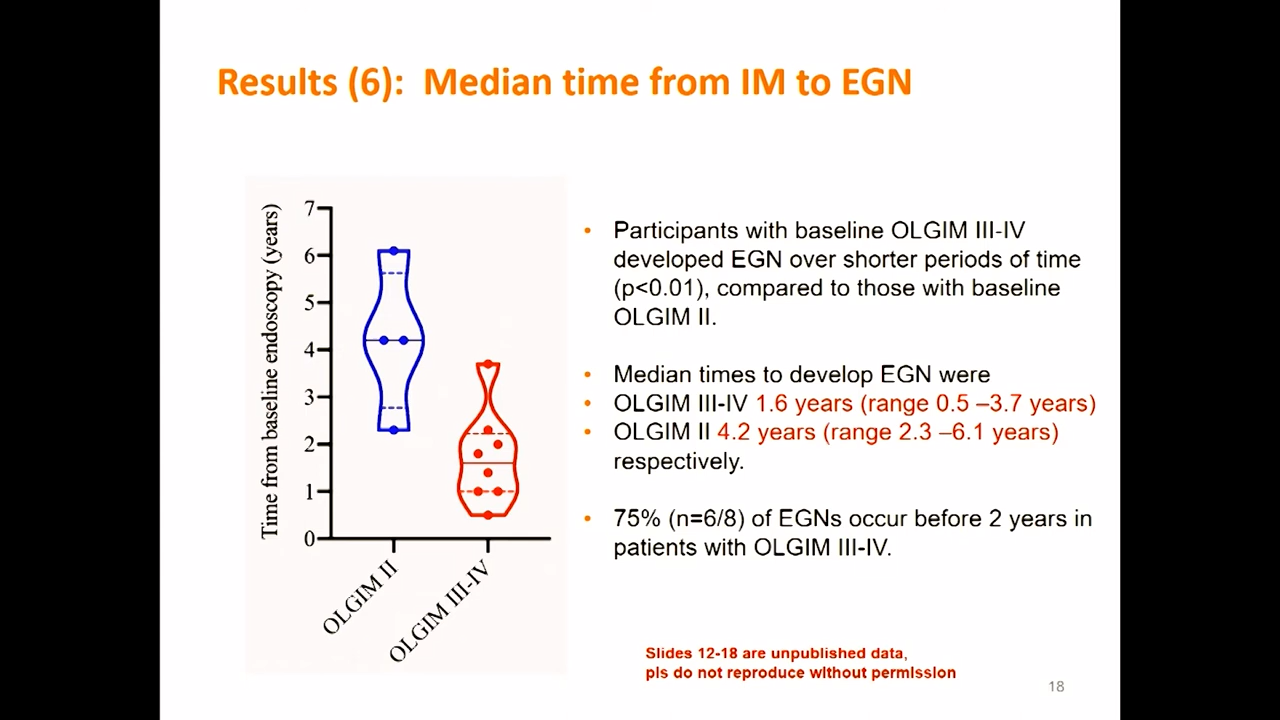 Results (6):  Median time from IM to EGN
Time from baseline endoscopy (years)
7
6
5
4
3
2
1
0
OLGIM II
OLGIM III-IV
• Participants with baseline OLGIM III-IV
developed EGN over shorter periods of time
(p<0.01), compared to those with baseline
OLGIM II.
• Median times to develop EGN were
• OLGIM III-IV 1.6 years (range 0.5 –3.7 years)
• OLGIM II 4.2 years (range 2.3 –6.1 years)
respectively.
• 75% (n=6/8) of EGNs occur before 2 years in
patients with OLGIM III-IV.
Slides 12-18 are unpublished data,
pls do not reproduce without permission
18